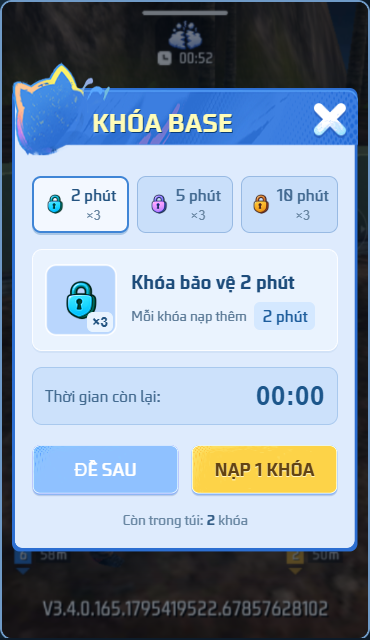 00:52
KHÓA BASE
2 phút
×3
5 phút
×3
10 phút
×3
×3
Khóa bảo vệ 2 phút
Mỗi khóa nạp thêm 2 phút
Thời gian còn lại: 00:00
ĐỂ SAU
NẠP 1 KHÓA
Còn trong túi: 2 khóa
6 58m
2 50m
V3.4.0.165.1795419522.67857628102